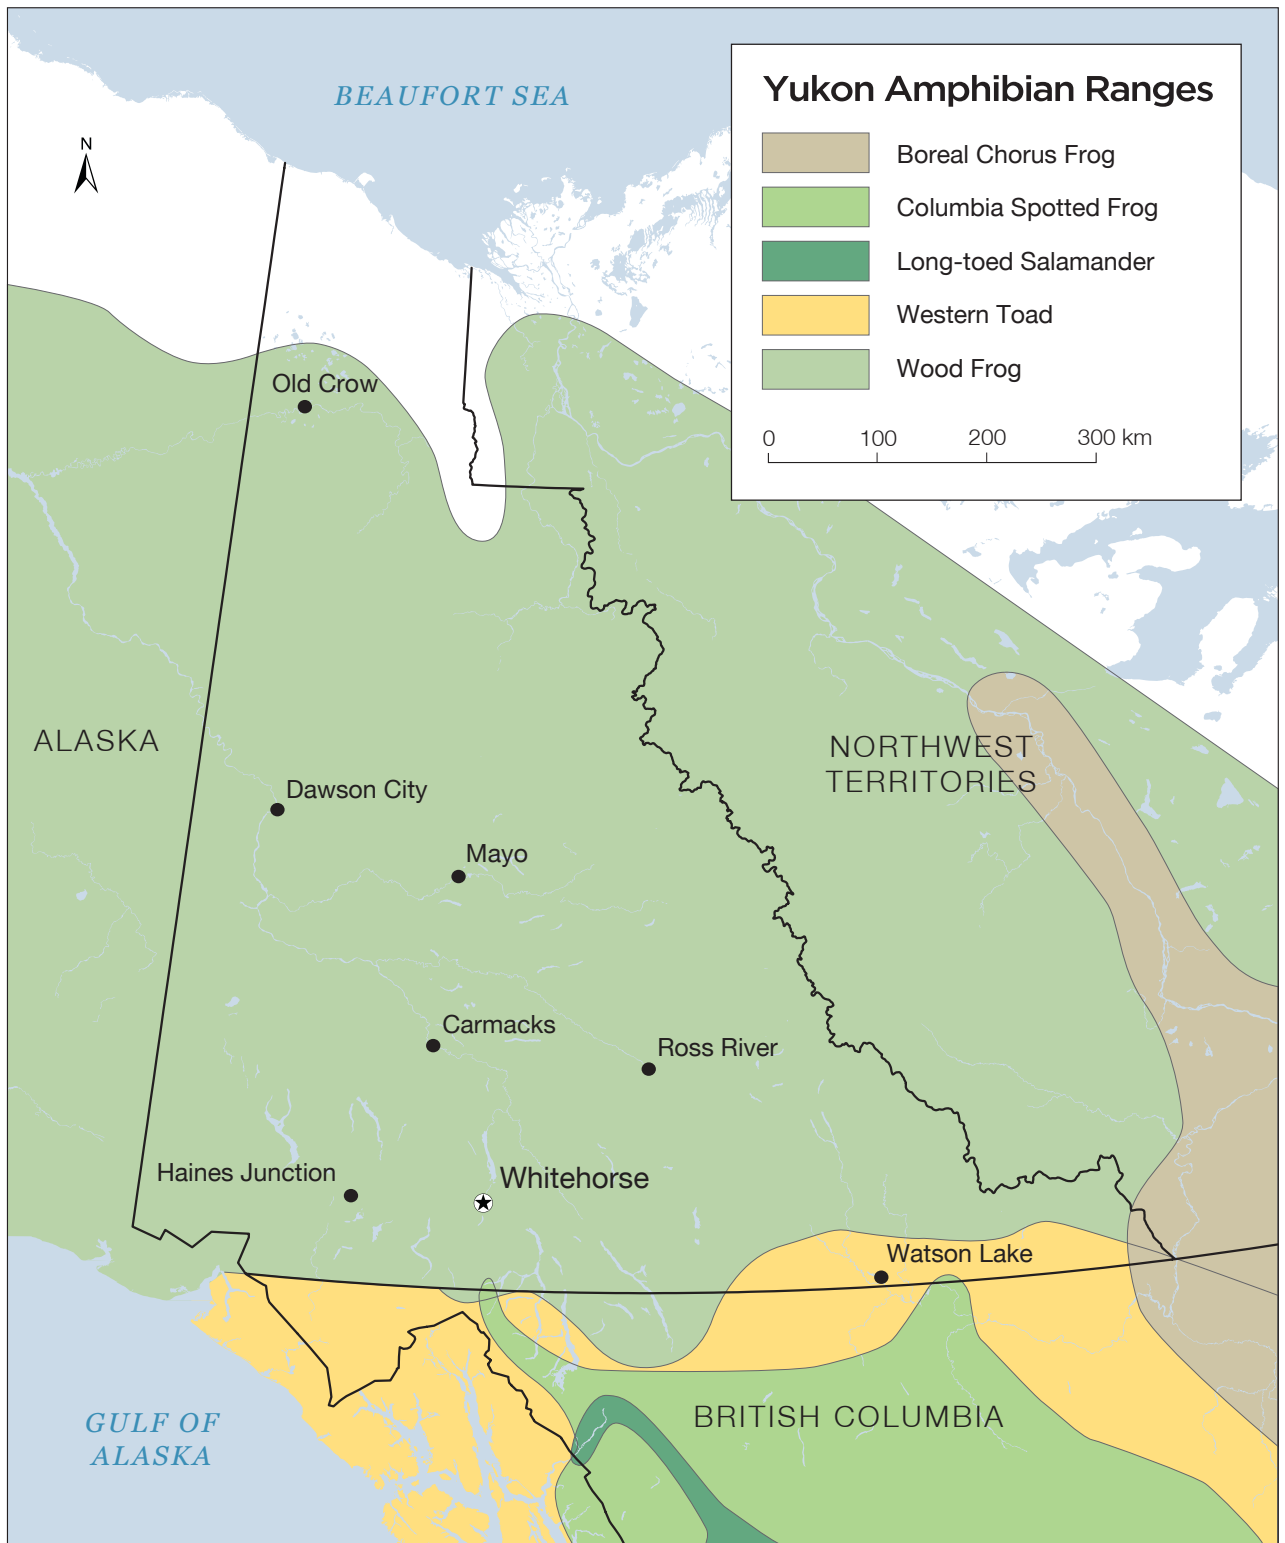 BEAUFORT SEA
Yukon Amphibian Ranges
N
Boreal Chorus Frog
Columbia Spotted Frog
Long-toed Salamander
Western Toad
Wood Frog
0 100 200 300 km
Old Crow
ALASKA
NORTHWEST
TERRITORIES
Dawson City
Mayo
Carmacks
Ross River
Haines Junction
Whitehorse
Watson Lake
GULF OF
ALASKA
BRITISH COLUMBIA